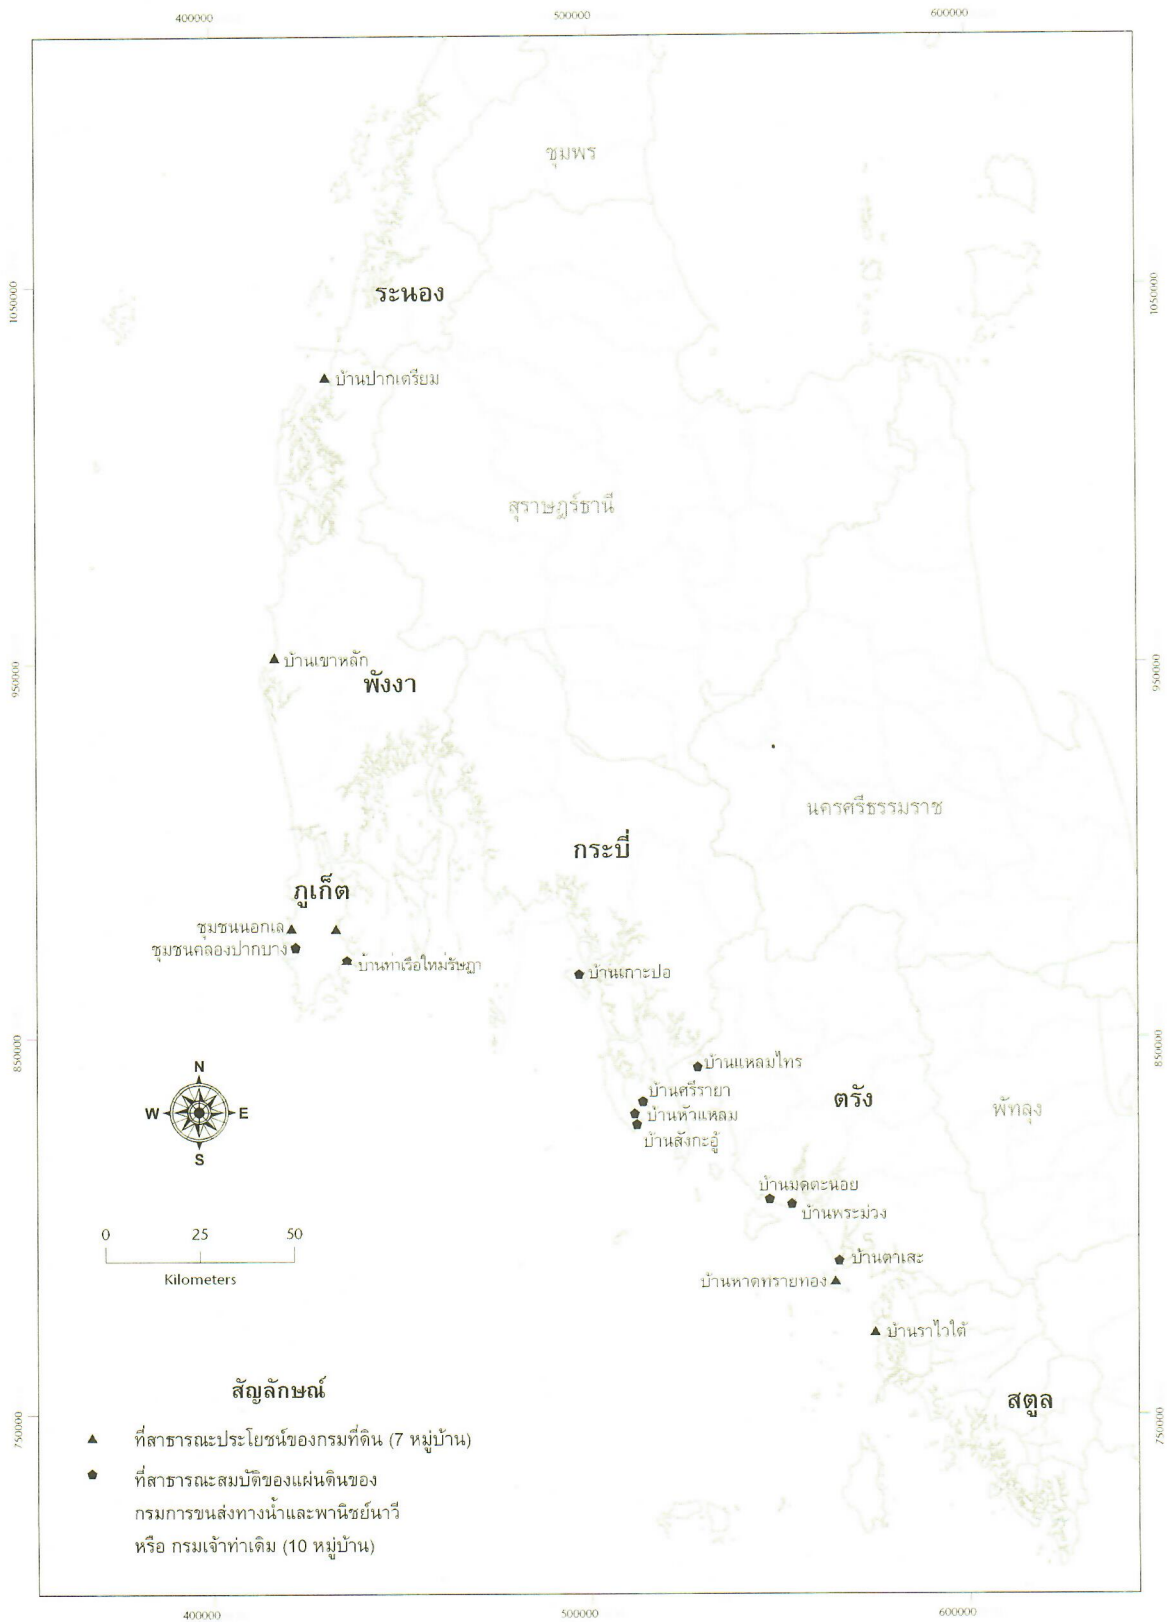 400000
500000
600000
ชุมพร
1050000
1050000
ระนอง
บ้านปากเตรียม
สุราษฎร์ธานี
950000
950000
บ้านเขาหลัก
พังงา
นครศรีธรรมราช
กระบี่
ภูเก็ต
ชุมชนนอกเล
ชุมชนคลองปากบาง
บ้านท่าเรือใหม่รัษฎา
บ้านเกาะปอ
850000
850000
บ้านแหลมไทร
บ้านศรีรายา
บ้านหัวแหลม
บ้านสังกะอู้
ตรัง
พัทลุง
N
W
E
S
บ้านมดตะนอย
บ้านพระม่วง
0
25
50
Kilometers
บ้านตาเสะ
บ้านหาดทรายทอง
บ้านราไวใต้
สตูล
สัญลักษณ์
750000
750000
ที่สาธารณะประโยชน์ของกรมที่ดิน (7 หมู่บ้าน)
ที่สาธารณะสมบัติของแผ่นดินของ
กรมการขนส่งทางน้ำและพานิชย์นาวี
หรือ กรมเจ้าท่าเดิม (10 หมู่บ้าน)
400000
500000
600000